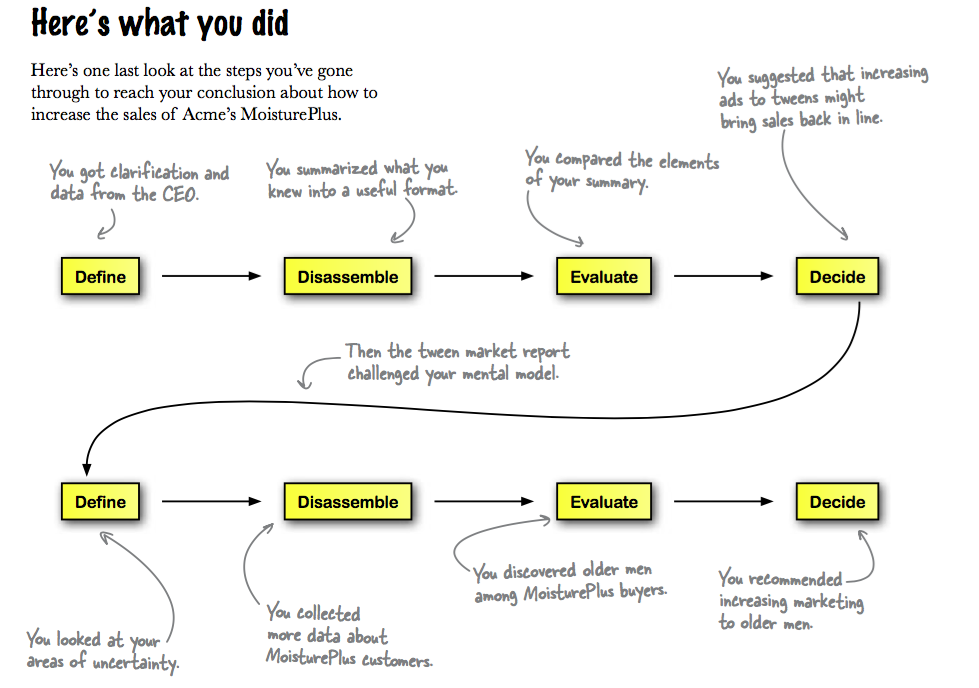 Here's what you did
Here's one last look at the steps you've gone
through to reach your conclusion about how to
increase the sales of Acme's MoisturePlus.
You suggested that increasing
ads to tweens might
bring sales back in line.
You got clarification and
data from the CEO.
You summarized what you
knew into a useful format.
You compared the elements
of your summary.
Define
Disassemble
Evaluate
Decide
Then the tween market report
challenged your mental model.
Define
Disassemble
Evaluate
Decide
You looked at your
areas of uncertainty.
You collected
more data about
MoisturePlus customers.
You discovered older men
among MoisturePlus buyers.
You recommended
increasing marketing
to older men.